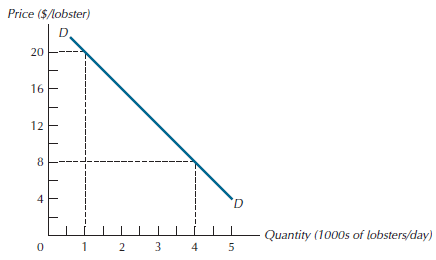 Price ($/lobster)
D
20
16
12
8
4
D
Quantity (1000s of lobsters/day)
0 1 2 3 4 5